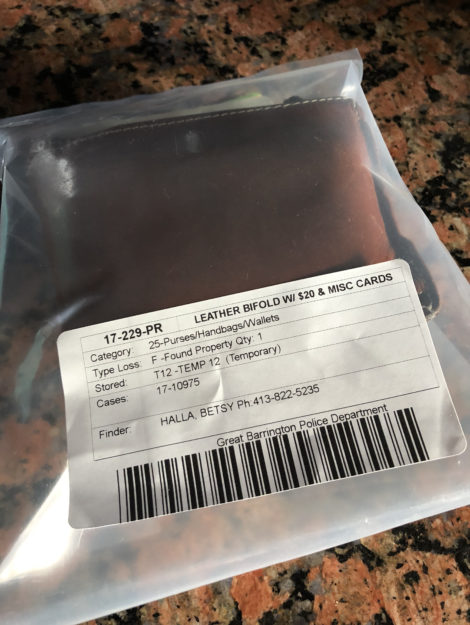 17-229-PR LEATHER BIFOLD W/ $20 & MISC CARDS
Category: 25-Purses/Handbags/Wallets
Type Loss: F -Found Property Qty: 1
Stored: T12 -TEMP 12 (Temporary)
Cases: 17-10975
Finder: HALLA, BETSY Ph:413-822-5235
Great Barrington Police Department